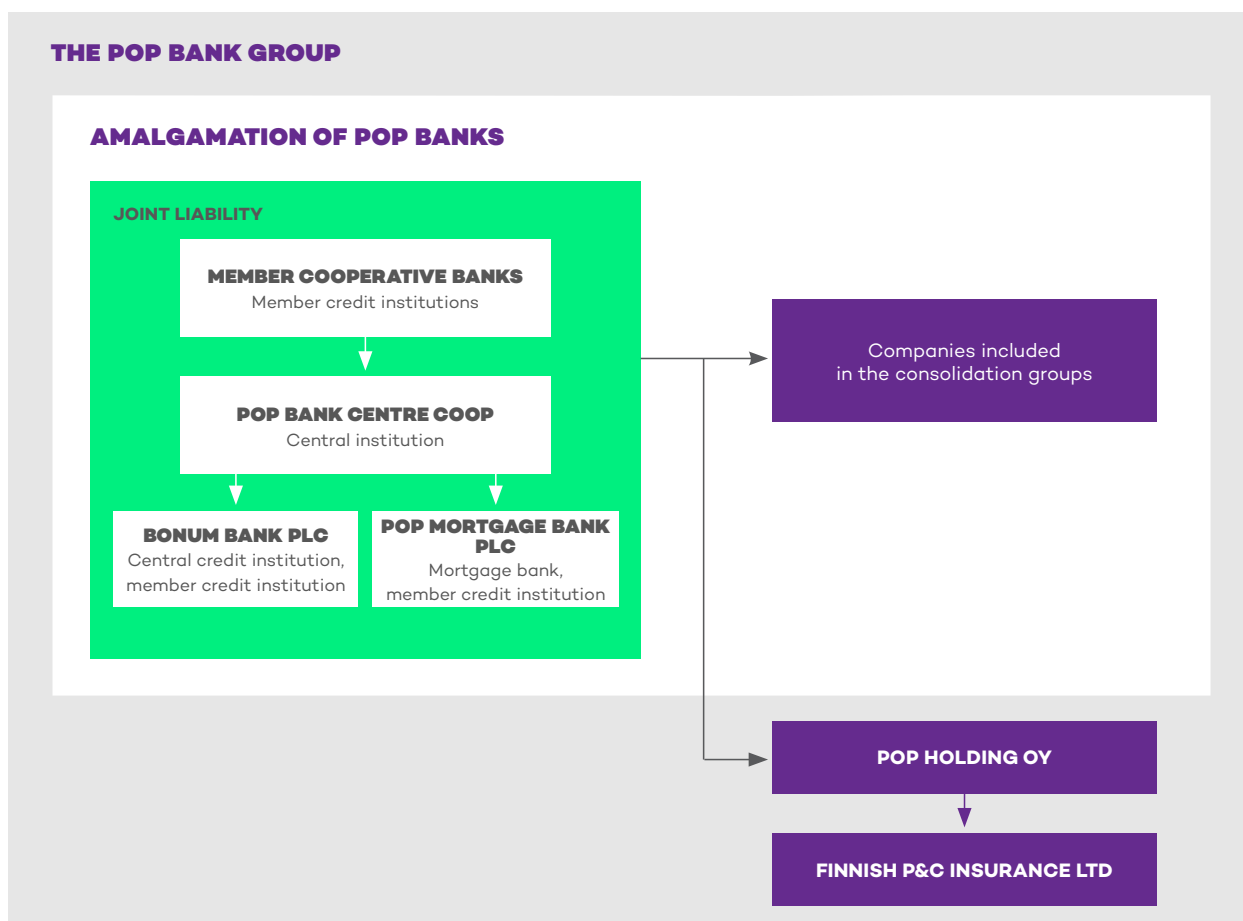 THE POP BANK GROUP
AMALGAMATION OF POP BANKS
JOINT LIABILITY
MEMBER COOPERATIVE BANKS
Member credit institutions
POP BANK CENTRE COOP
Central institution
BONUM BANK PLC
Central credit institution,
member credit institution
POP MORTGAGE BANK
PLC
Mortgage bank,
member credit institution
Companies included
in the consolidation groups
POP HOLDING OY
FINNISH P&C INSURANCE LTD